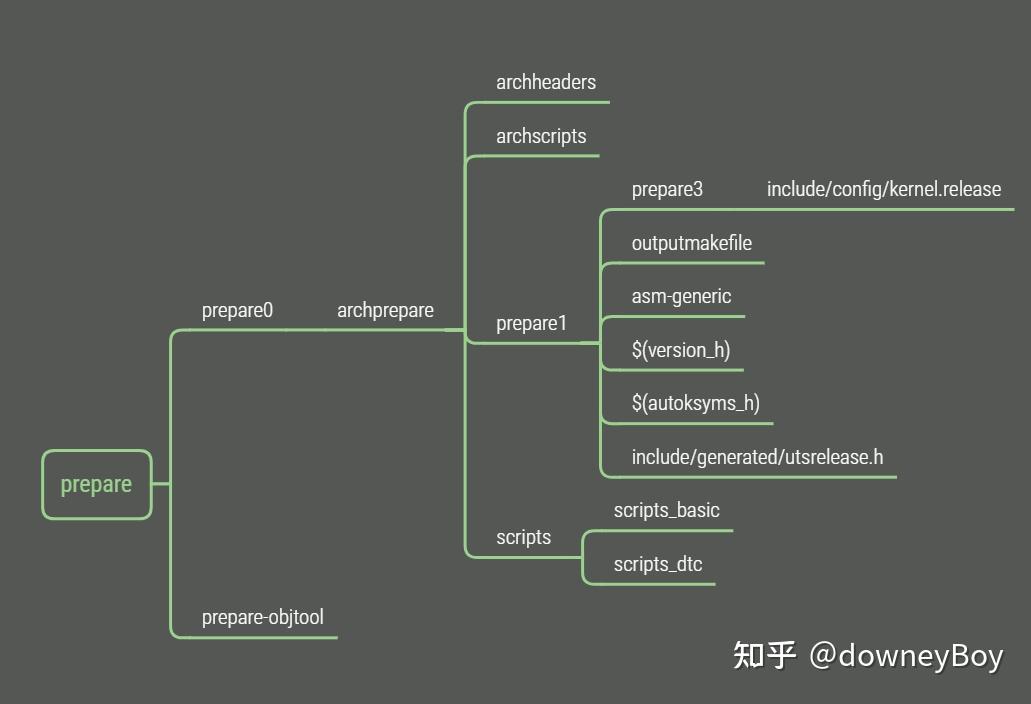 archheaders
archscripts
prepare3 include/config/kernel.release
outputmakefile
asm-generic
prepare0 archprepare
prepare1
$(version_h)
$(autoksyms_h)
include/generated/utsrelease.h
prepare
scripts_basic
scripts
scripts_dtc
prepare-objtool
知乎 @downeyBoy